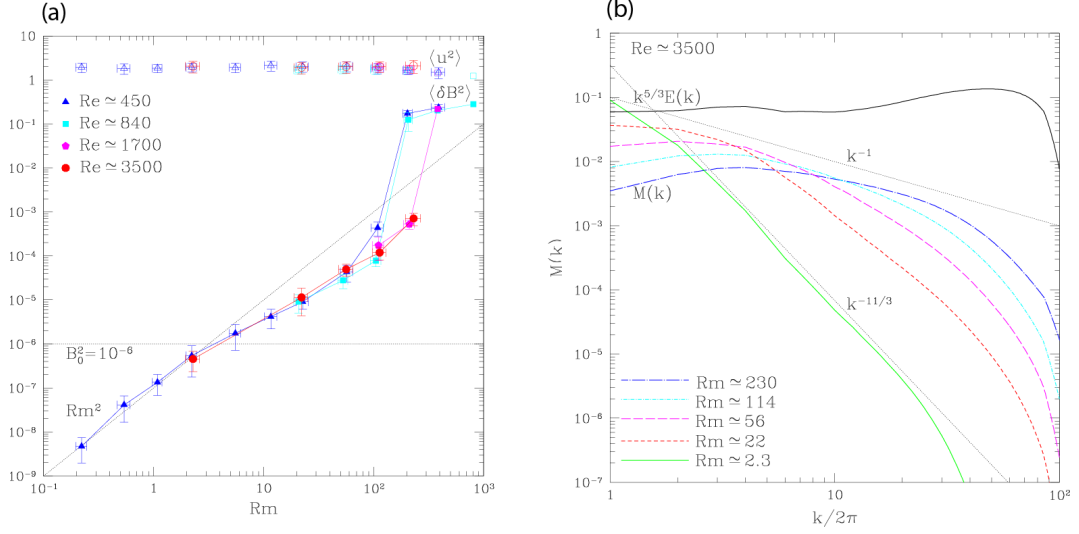 (a)
10²
10
1
10⁻¹
10⁻²
10⁻³
10⁻⁴
10⁻⁵
10⁻⁶
10⁻⁷
10⁻⁸
10⁻⁹
⟨u²⟩
⟨δB²⟩
Re≃450
Re≃840
Re≃1700
Re≃3500
B₀²=10⁻⁶
Rm²
10⁻¹ 1 10 10² 10³
Rm
(b)
1
10⁻¹
10⁻²
10⁻³
10⁻⁴
10⁻⁵
10⁻⁶
10⁻⁷
M(k)
Re≃3500
k⁵ᐟ³E(k)
k⁻¹
M(k)
k⁻¹¹ᐟ³
Rm≃230
Rm≃114
Rm≃56
Rm≃22
Rm≃2.3
1 10 10²
k/2π